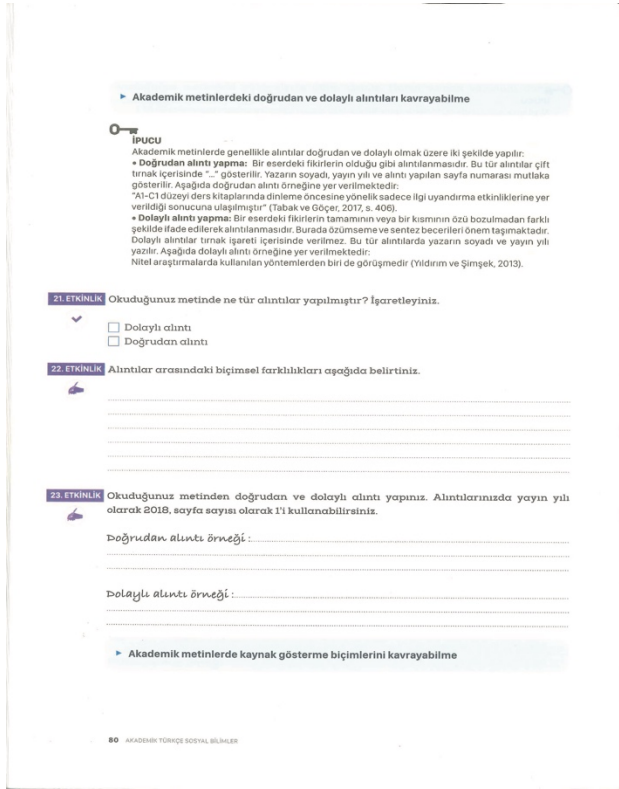 Akademik metinlerdeki doğrudan ve dolaylı alıntıları kavrayabilme
İPUCU
Akademik metinlerde genellikle alıntılar doğrudan ve dolaylı olmak üzere iki şekilde yapılır:
• Doğrudan alıntı yapma: Bir eserdeki fikirlerin olduğu gibi alıntılanmasıdır. Bu tür alıntılar çift
tırnak içerisinde "..." gösterilir. Yazarın soyadı, yayın yılı ve alıntı yapılan sayfa numarası mutlaka
gösterilir. Aşağıda doğrudan alıntı örneğine yer verilmektedir:
"A1-C1 düzeyi ders kitaplarında dinleme öncesine yönelik sadece ilgi uyandırma etkinliklerine yer
verildiği sonucuna ulaşılmıştır" (Tabak ve Göçer, 2017, s. 406).
• Dolaylı alıntı yapma: Bir eserdeki fikirlerin tamamının veya bir kısmının özü bozulmadan farklı
şekilde ifade edilerek alıntılanmasıdır. Burada özümseme ve sentez becerileri önem taşımaktadır.
Dolaylı alıntılar tırnak işareti içerisinde verilmez. Bu tür alıntılarda yazarın soyadı ve yayın yılı
yazılır. Aşağıda dolaylı alıntı örneğine yer verilmektedir:
Nitel araştırmalarda kullanılan yöntemlerden biri de görüşmedir (Yıldırım ve Şimşek, 2013).
21. ETKİNLİK Okuduğunuz metinde ne tür alıntılar yapılmıştır? İşaretleyiniz.
Dolaylı alıntı
Doğrudan alıntı
22. ETKİNLİK Alıntılar arasındaki biçimsel farklılıkları aşağıda belirtiniz.
23. ETKİNLİK Okuduğunuz metinden doğrudan ve dolaylı alıntı yapınız. Alıntılarınızda yayın yılı
olarak 2018, sayfa sayısı olarak 1'i kullanabilirsiniz.
Doğrudan alıntı örneği :
Dolaylı alıntı örneği :
Akademik metinlerde kaynak gösterme biçimlerini kavrayabilme
80 AKADEMİK TÜRKÇE SOSYAL BİLİMLER